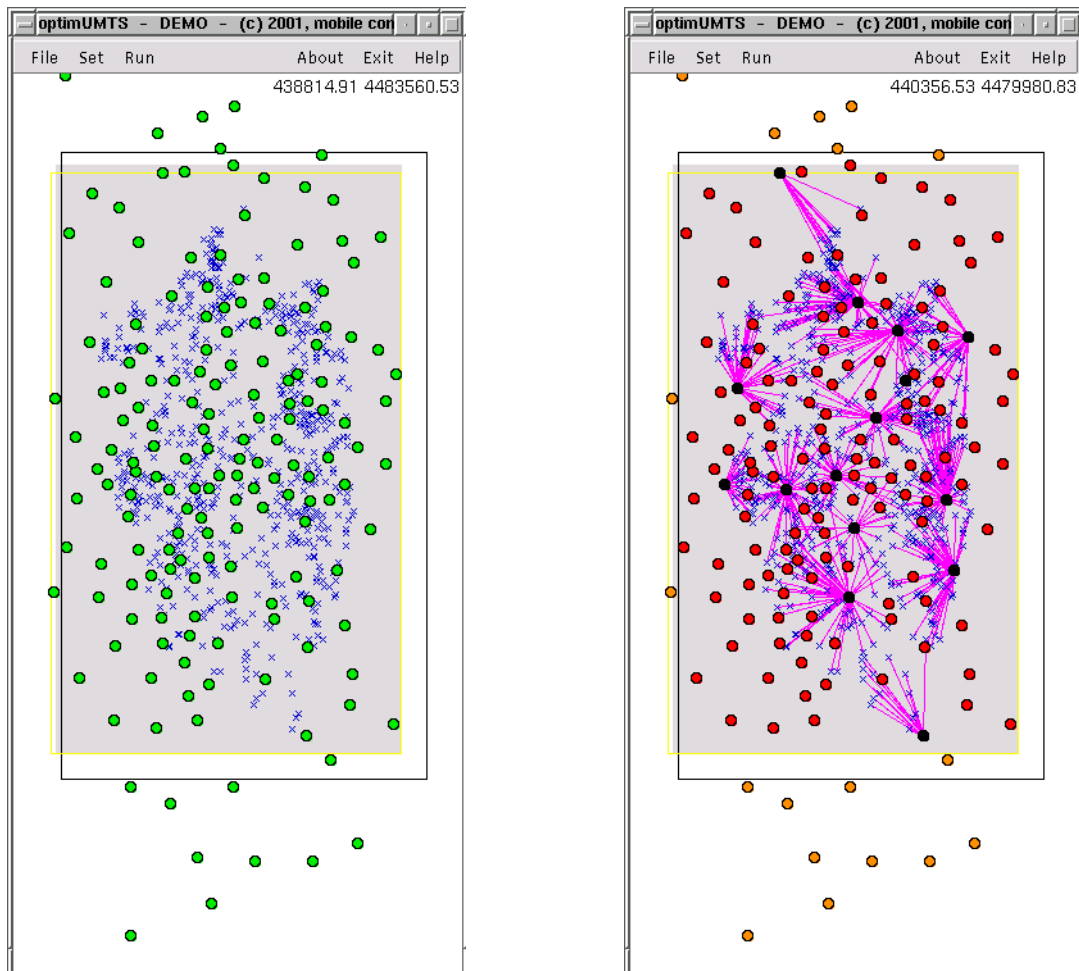 optimUMTS - DEMO - (c) 2001, mobile con
File Set Run About Exit Help
438814.91 4483560.53
optimUMTS - DEMO - (c) 2001, mobile con
File Set Run About Exit Help
440356.53 4479980.83